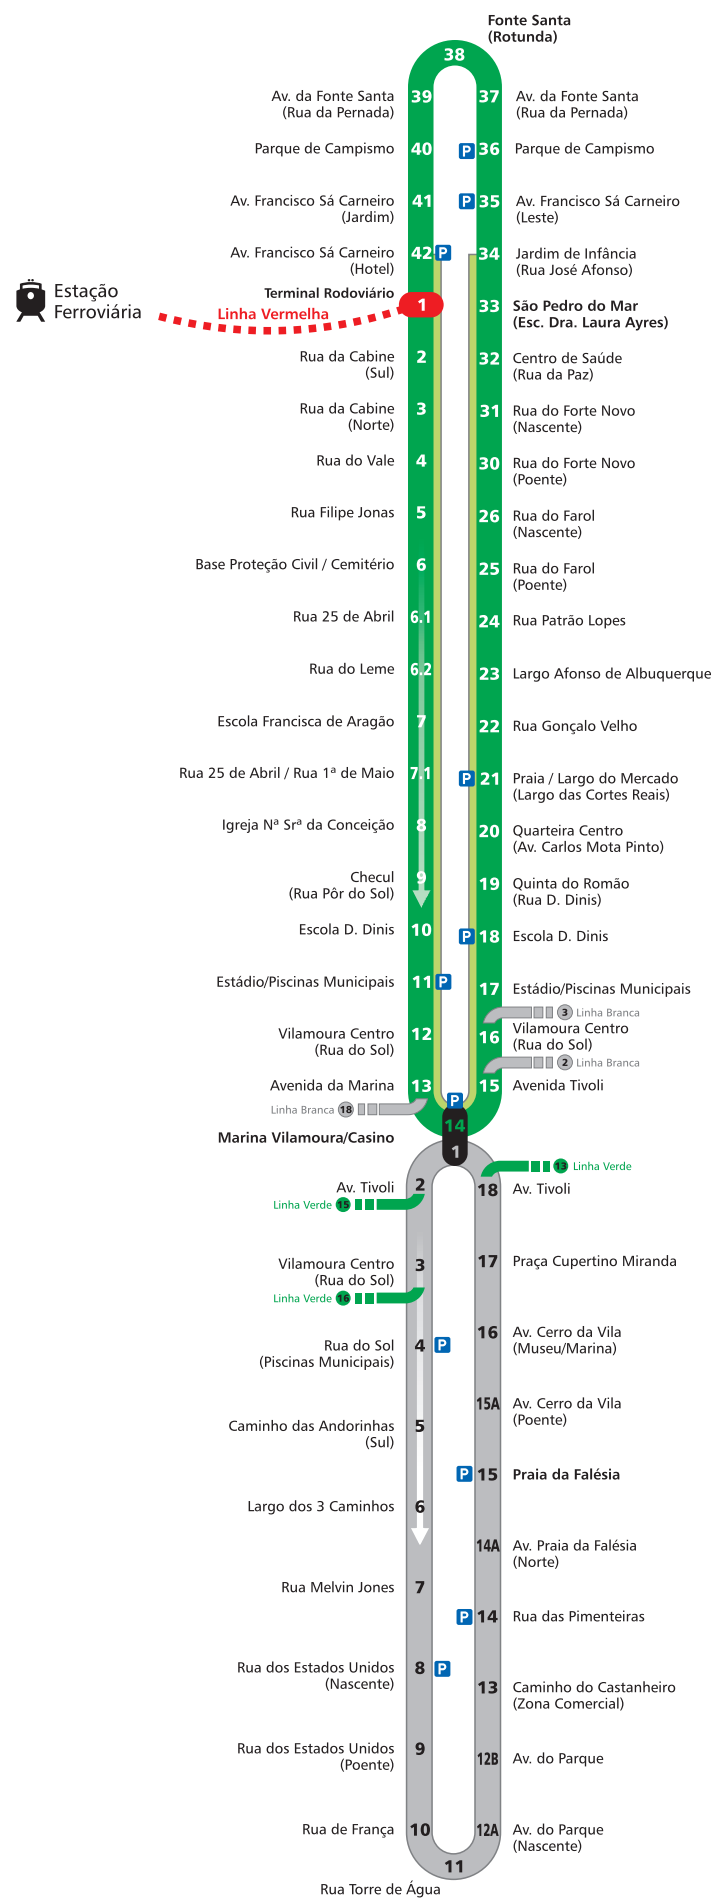 Fonte Santa
(Rotunda)
38
Av. da Fonte Santa
(Rua da Pernada)
39
37
Av. da Fonte Santa
(Rua da Pernada)
Parque de Campismo
40
P
36
Parque de Campismo
Av. Francisco Sá Carneiro
(Jardim)
41
P
35
Av. Francisco Sá Carneiro
(Leste)
Av. Francisco Sá Carneiro
(Hotel)
42
P
34
Jardim de Infância
(Rua José Afonso)
Estação
Ferroviária
Linha Vermelha
Terminal Rodoviário
1
33
São Pedro do Mar
(Esc. Dra. Laura Ayres)
Rua da Cabine
(Sul)
2
32
Centro de Saúde
(Rua da Paz)
Rua da Cabine
(Norte)
3
31
Rua do Forte Novo
(Nascente)
Rua do Vale
4
30
Rua do Forte Novo
(Poente)
Rua Filipe Jonas
5
26
Rua do Farol
(Nascente)
Base Proteção Civil / Cemitério
6
25
Rua do Farol
(Poente)
Rua 25 de Abril
6.1
24
Rua Patrão Lopes
Rua do Leme
6.2
23
Largo Afonso de Albuquerque
Escola Francisca de Aragão
7
22
Rua Gonçalo Velho
Rua 25 de Abril / Rua 1ª de Maio
7.1
P
21
Praia / Largo do Mercado
(Largo das Cortes Reais)
Igreja Nª Srª da Conceição
8
20
Quarteira Centro
(Av. Carlos Mota Pinto)
Checul
(Rua Pôr do Sol)
9
19
Quinta do Romão
(Rua D. Dinis)
Escola D. Dinis
10
P
18
Escola D. Dinis
Estádio/Piscinas Municipais
11
P
17
Estádio/Piscinas Municipais
3
Linha Branca
Vilamoura Centro
(Rua do Sol)
12
16
Vilamoura Centro
(Rua do Sol)
2
Linha Branca
Avenida da Marina
13
15
Avenida Tivoli
Linha Branca
18
P
14
Marina Vilamoura/Casino
1
13
Linha Verde
Av. Tivoli
2
18
Av. Tivoli
Linha Verde
15
Vilamoura Centro
(Rua do Sol)
3
17
Praça Cupertino Miranda
Linha Verde
16
Rua do Sol
(Piscinas Municipais)
4
P
16
Av. Cerro da Vila
(Museu/Marina)
Caminho das Andorinhas
(Sul)
5
15A
Av. Cerro da Vila
(Poente)
P
15
Praia da Falésia
Largo dos 3 Caminhos
6
14A
Av. Praia da Falésia
(Norte)
Rua Melvin Jones
7
P
14
Rua das Pimenteiras
Rua dos Estados Unidos
(Nascente)
8
P
13
Caminho do Castanheiro
(Zona Comercial)
Rua dos Estados Unidos
(Poente)
9
12B
Av. do Parque
Rua de França
10
12A
Av. do Parque
(Nascente)
11
Rua Torre de Água